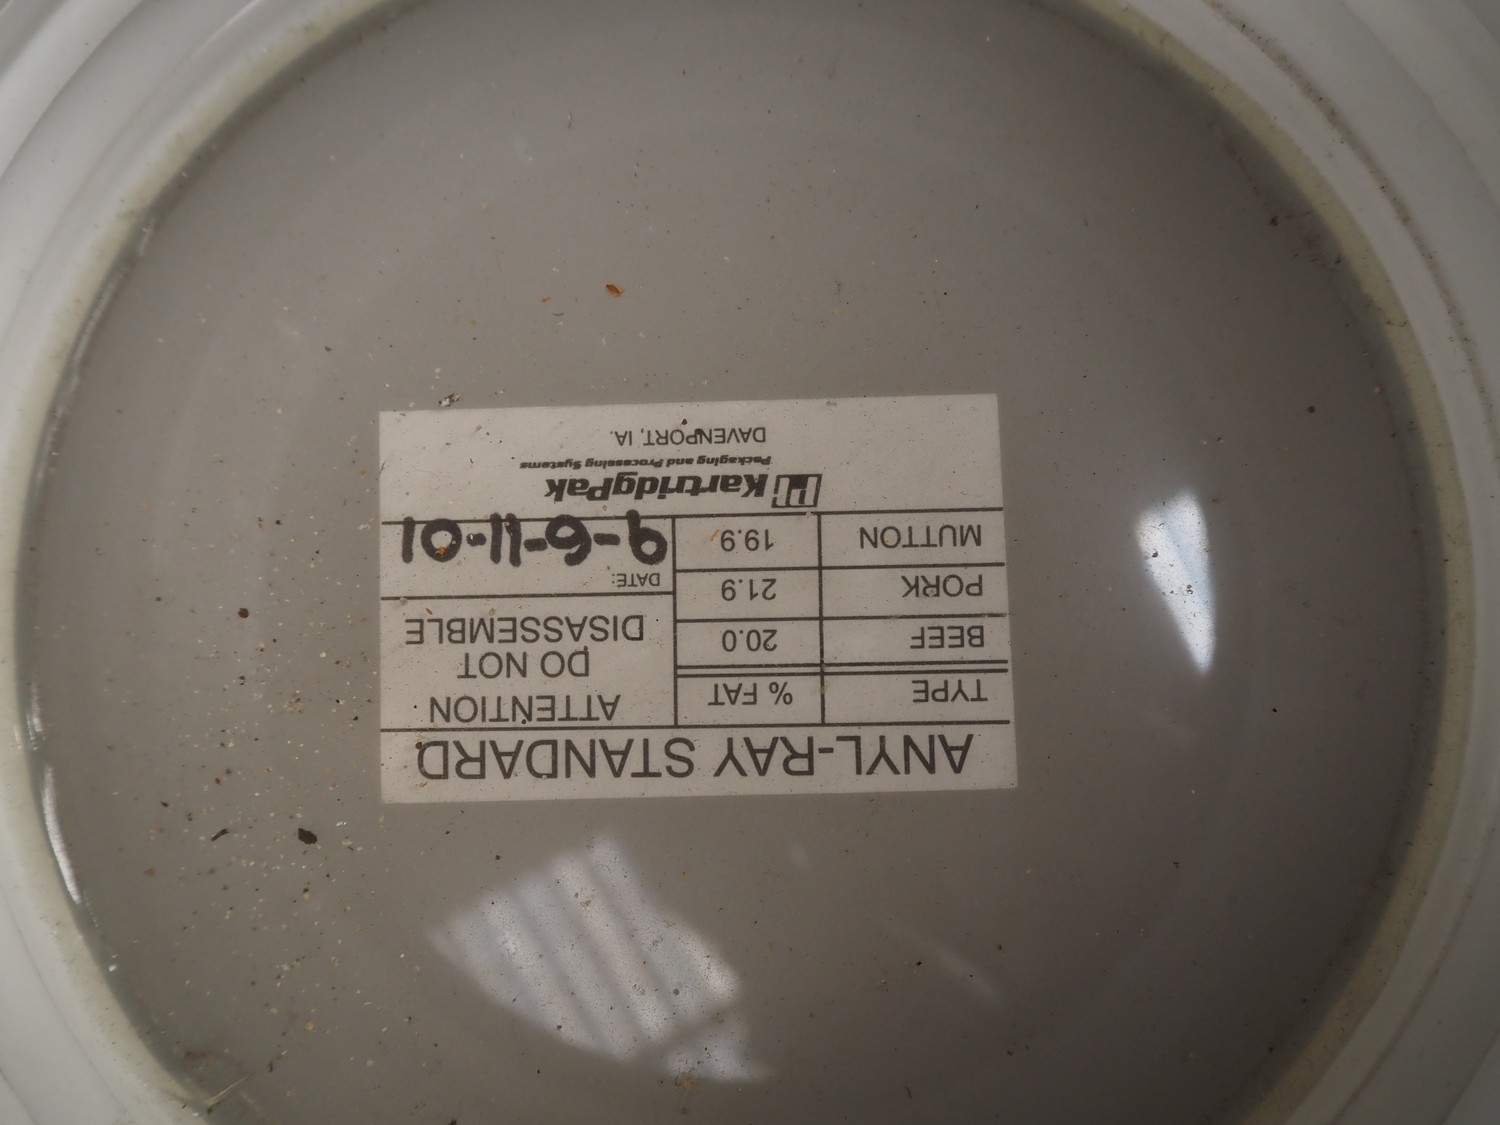 ANYL-RAY STANDARD
TYPE % FAT
BEEF 20.0
PORK 21.9
MUTTON 19.9
ATTENTION
DO NOT
DISASSEMBLE
DATE:
9-6-11-01
KartridgPak
Packaging and Processing Systems
DAVENPORT, IA.